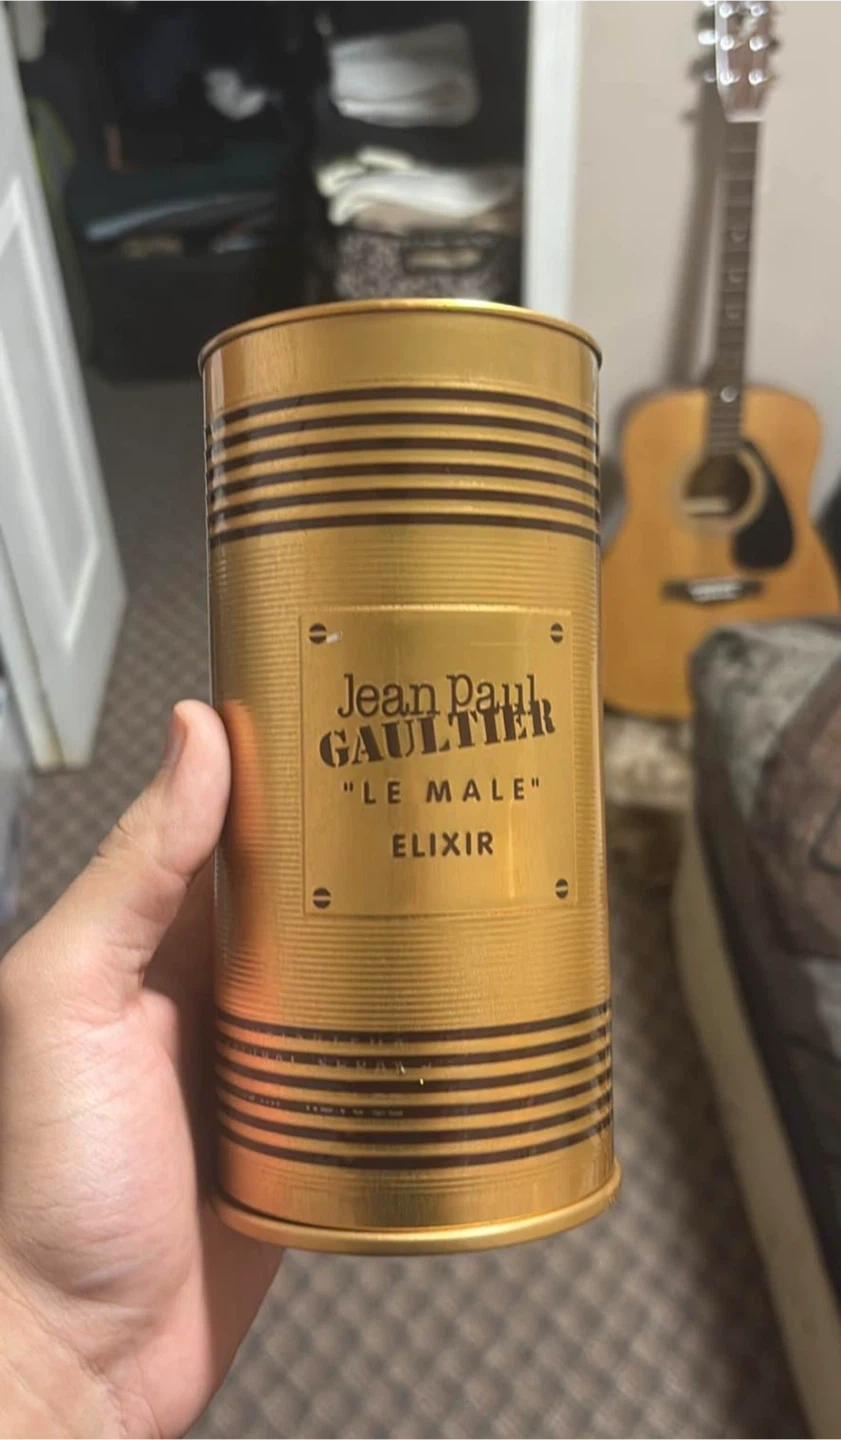 Jean Paul
GAULTIER
"LE MALE"
ELIXIR